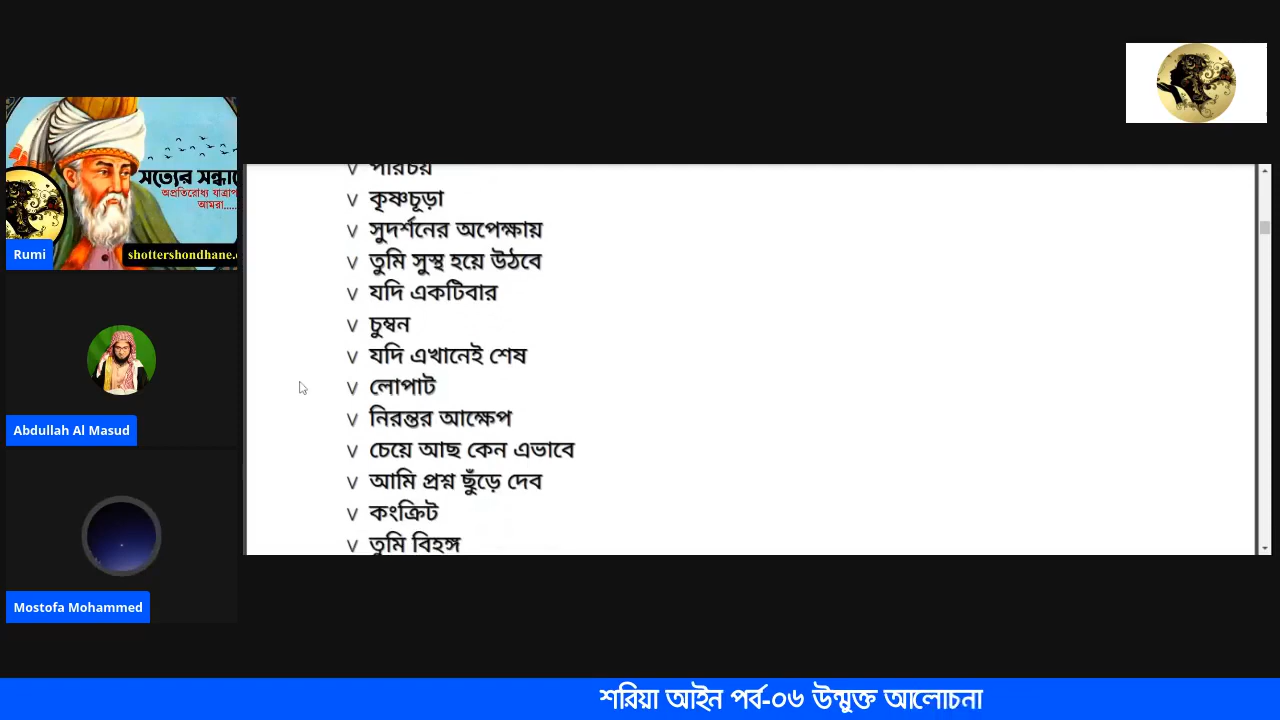 সত্যের সন্ধানে
অপ্রতিরোধ্য যাত্রাপ
আমরা.....
shottershondhane.
Rumi
Abdullah Al Masud
Mostofa Mohammed
v পরিচয়
v কৃষ্ণচূড়া
v সুদর্শনের অপেক্ষায়
v তুমি সুস্থ হয়ে উঠবে
v যদি একটিবার
v চুম্বন
v যদি এখানেই শেষ
v লোপাট
v নিরন্তর আক্ষেপ
v চেয়ে আছ কেন এভাবে
v আমি প্রশ্ন ছুঁড়ে দেব
v কংক্রিট
v তুমি বিহঙ্গ
শরিয়া আইন পর্ব-০৬ উন্মুক্ত আলোচনা